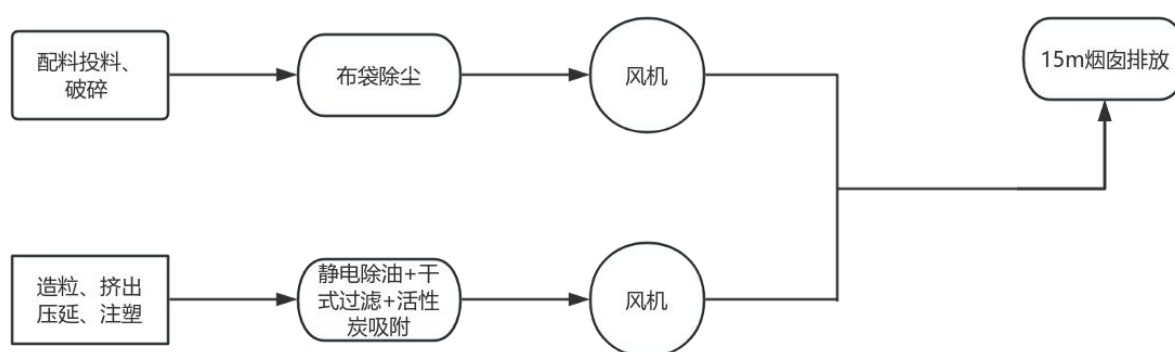 配料投料、
破碎
布袋除尘
风机
15m烟囱排放
造粒、挤出
压延、注塑
静电除油+干
式过滤+活性
炭吸附
风机